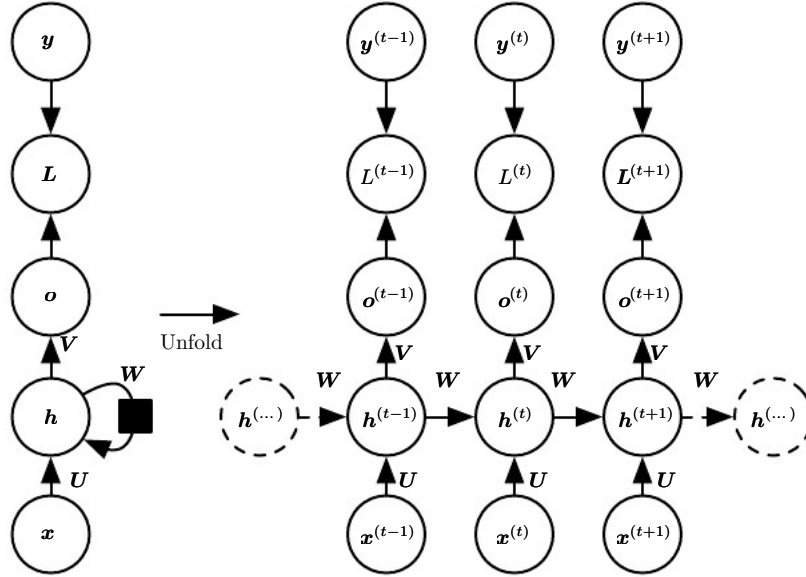 y y^(t−1) y^(t) y^(t+1)
L L^(t−1) L^(t) L^(t+1)
o o^(t−1) o^(t) o^(t+1)
Unfold
V V V V
W W W W W
h h^(...) h^(t−1) h^(t) h^(t+1) h^(...)
U U U U
x x^(t−1) x^(t) x^(t+1)